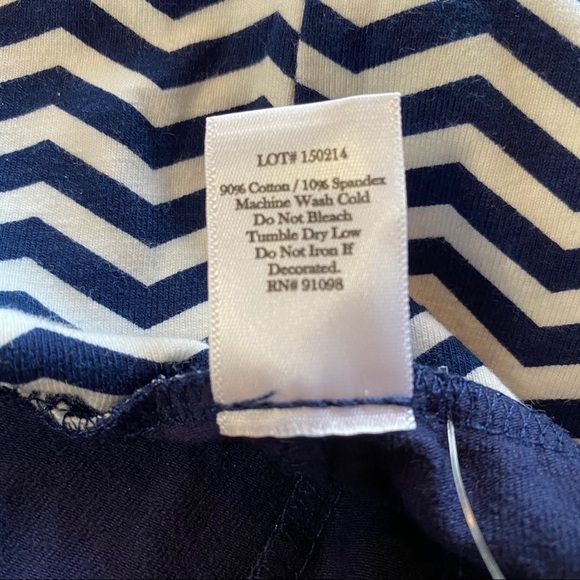 LOT# 150214
90% Cotton / 10% Spandex
Machine Wash Cold
Do Not Bleach
Tumble Dry Low
Do Not Iron If
Decorated.
RN# 91098